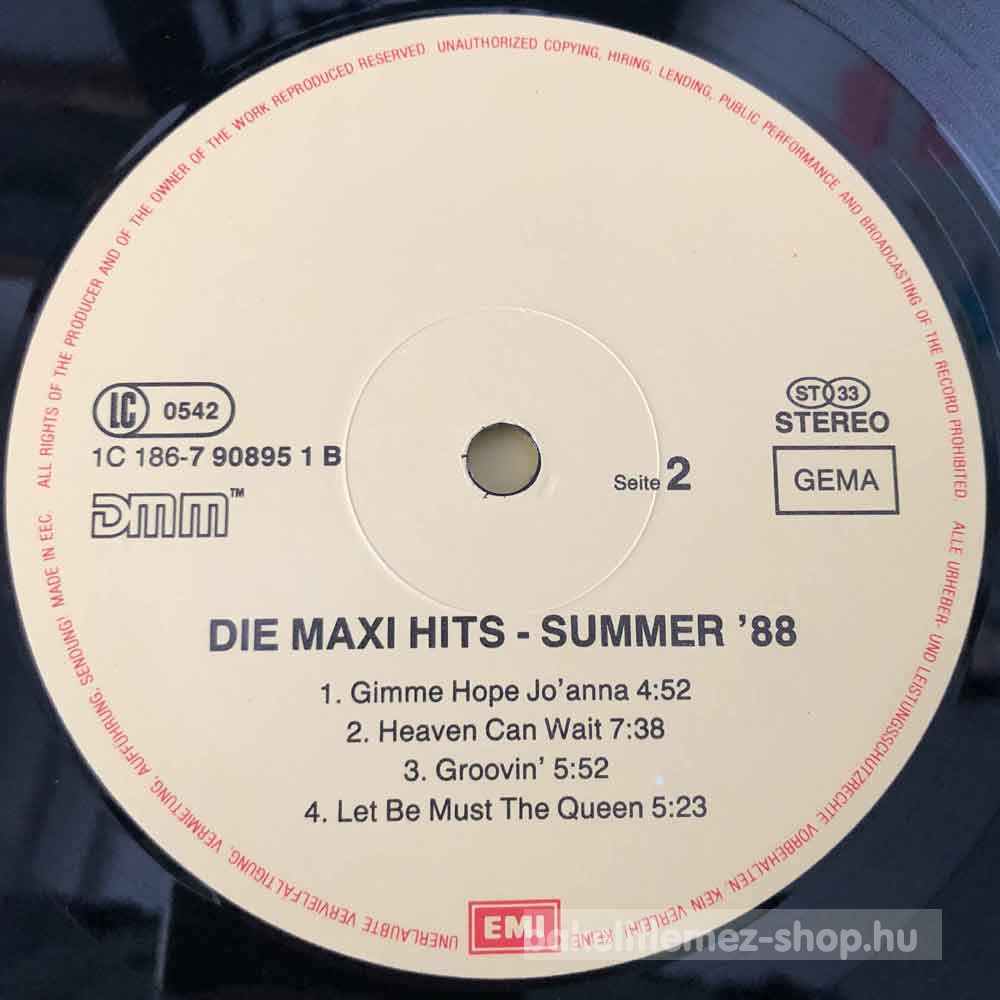 ALL RIGHTS OF THE PRODUCER AND OF THE OWNER OF THE WORK REPRODUCED RESERVED. UNAUTHORIZED COPYING, HIRING, LENDING, PUBLIC PERFORMANCE AND BROADCASTING OF THE RECORD PROHIBITED.
LC 0542
1C 186-7 90895 1 B
DMM™
Seite 2
ST 33
STEREO
GEMA
DIE MAXI HITS - SUMMER ’88
1. Gimme Hope Jo’anna 4:52
2. Heaven Can Wait 7:38
3. Groovin’ 5:52
4. Let Be Must The Queen 5:23
ALLE URHEBER- UND LEISTUNGSSCHUTZRECHTE VORBEHALTEN. KEIN VERLEIH! KEINE UNERLAUBTE VERVIELFÄLTIGUNG, VERMIETUNG, AUFFÜHRUNG, SENDUNG! MADE IN EEC.
EMI
bakelitlemez-shop.hu